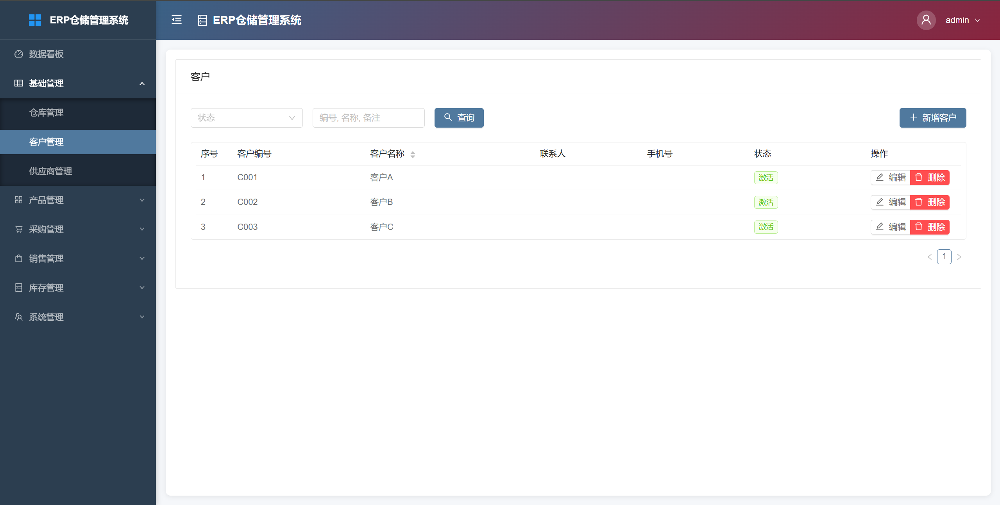 ERP仓储管理系统
ERP仓储管理系统
admin
数据看板
基础管理
仓库管理
客户管理
供应商管理
产品管理
采购管理
销售管理
库存管理
系统管理
客户
状态 编号, 名称, 备注 查询 新增客户
序号 客户编号 客户名称 联系人 手机号 状态 操作
1 C001 客户A 激活 编辑 删除
2 C002 客户B 激活 编辑 删除
3 C003 客户C 激活 编辑 删除
1